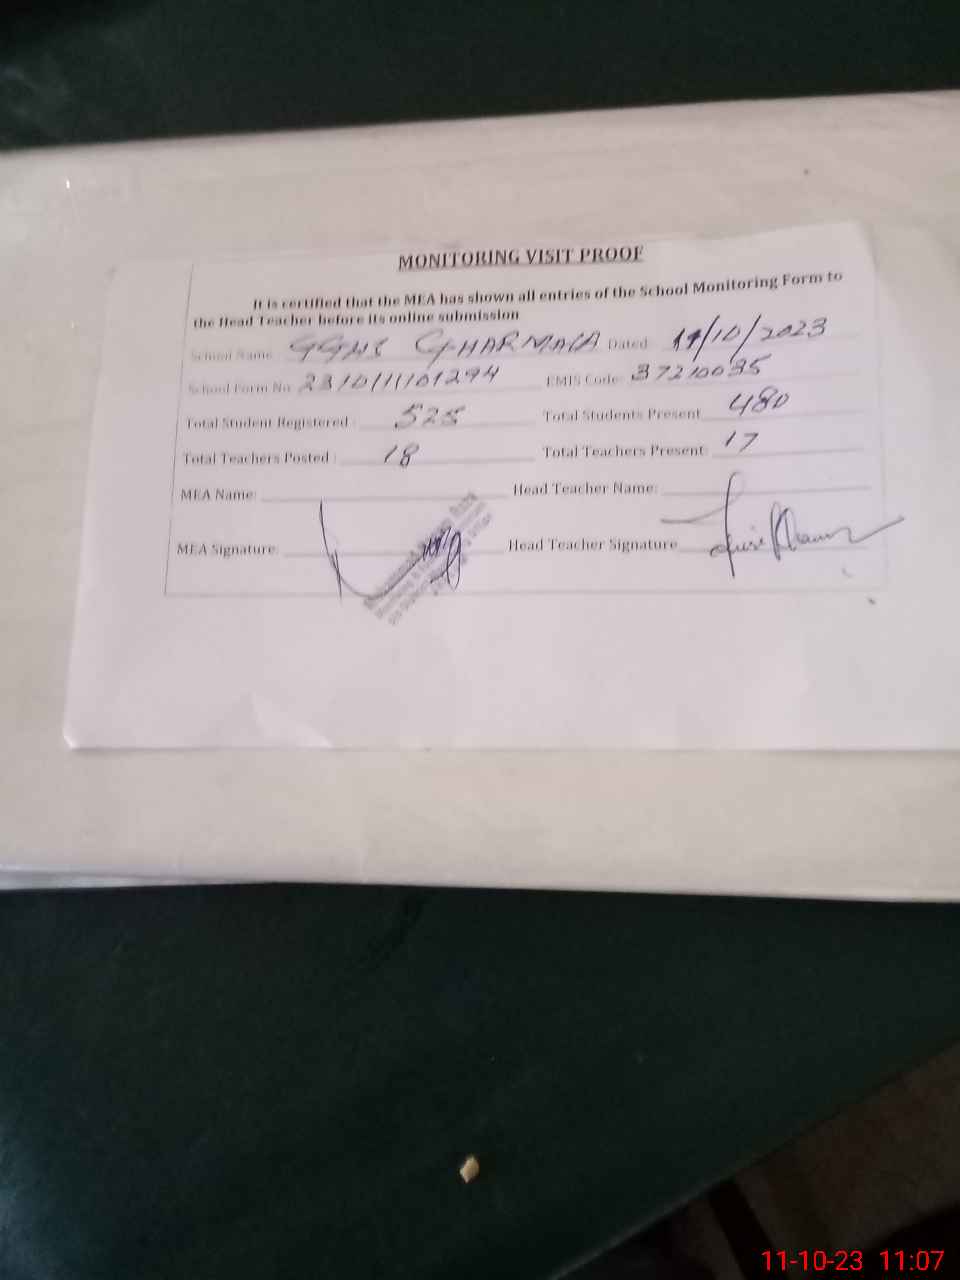 MONITORING VISIT PROOF
It is certified that the MEA has shown all entries of the School Monitoring Form to
the Head Teacher before its online submission
School Name GGHS GHARMALA Dated 11/10/2023
School Form No 2310111101294 EMIS Code: 37210035
Total Student Registered : 525 Total Students Present 480
Total Teachers Posted : 18 Total Teachers Present: 17
MEA Name: Head Teacher Name:
MEA Signature: Head Teacher Signature
11-10-23 11:07